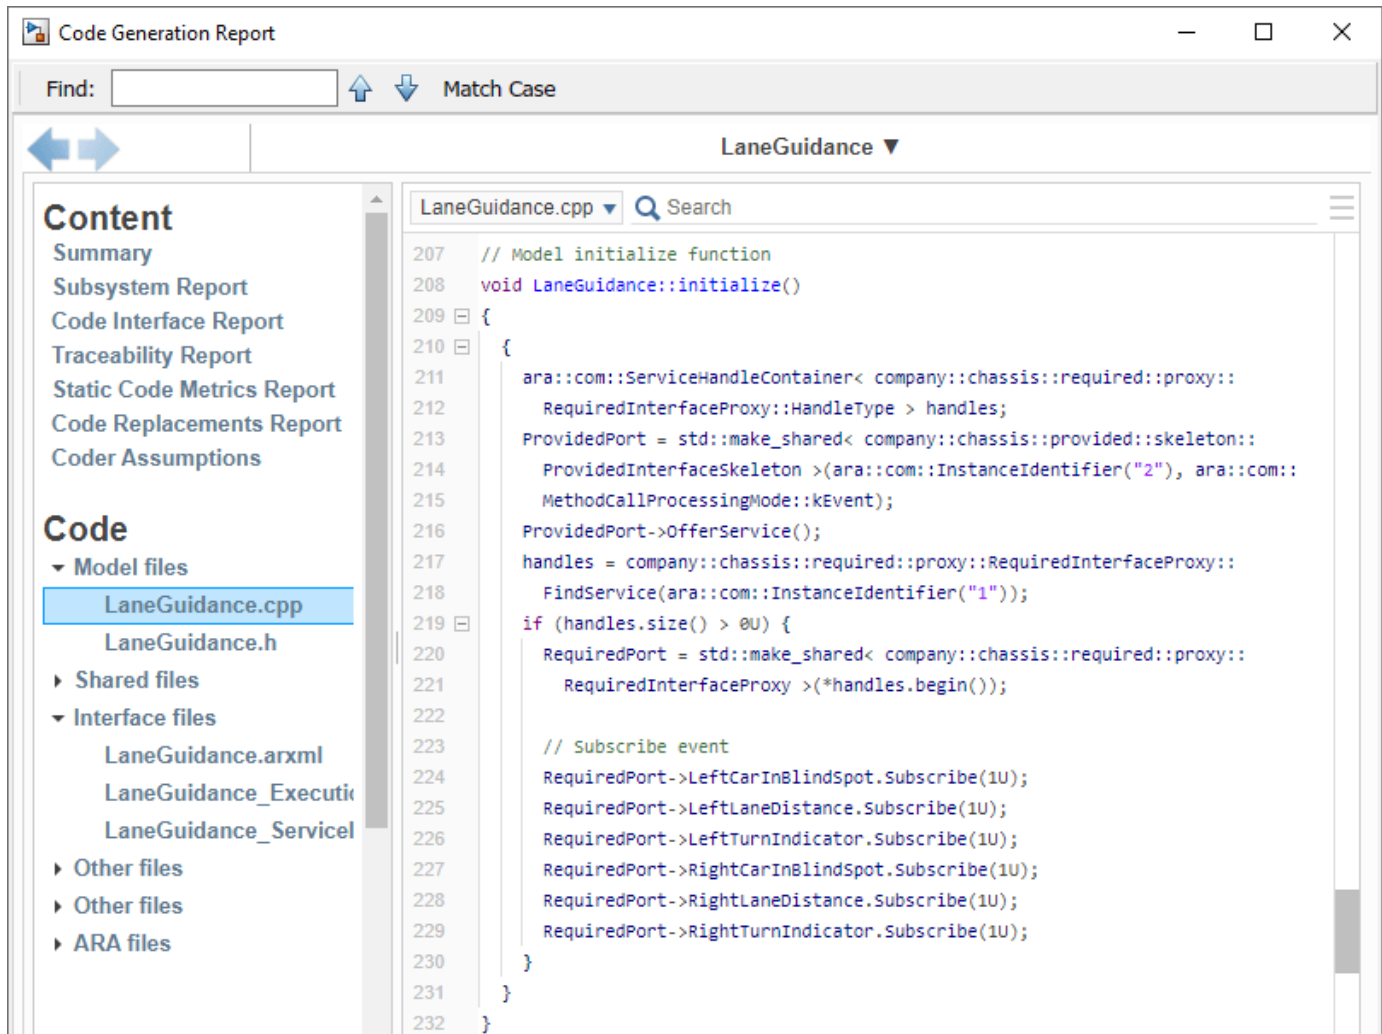 Code Generation Report
Find:
Match Case
LaneGuidance ▼
Content
Summary
Subsystem Report
Code Interface Report
Traceability Report
Static Code Metrics Report
Code Replacements Report
Coder Assumptions
Code
Model files
LaneGuidance.cpp
LaneGuidance.h
Shared files
Interface files
LaneGuidance.arxml
LaneGuidance_Executi
LaneGuidance_ServiceI
Other files
Other files
ARA files
LaneGuidance.cpp ▾ Search
207 // Model initialize function
208 void LaneGuidance::initialize()
209 {
210 {
211 ara::com::ServiceHandleContainer< company::chassis::required::proxy::
212 RequiredInterfaceProxy::HandleType > handles;
213 ProvidedPort = std::make_shared< company::chassis::provided::skeleton::
214 ProvidedInterfaceSkeleton >(ara::com::InstanceIdentifier("2"), ara::com::
215 MethodCallProcessingMode::kEvent);
216 ProvidedPort->OfferService();
217 handles = company::chassis::required::proxy::RequiredInterfaceProxy::
218 FindService(ara::com::InstanceIdentifier("1"));
219 if (handles.size() > 0U) {
220 RequiredPort = std::make_shared< company::chassis::required::proxy::
221 RequiredInterfaceProxy >(*handles.begin());
222
223 // Subscribe event
224 RequiredPort->LeftCarInBlindSpot.Subscribe(1U);
225 RequiredPort->LeftLaneDistance.Subscribe(1U);
226 RequiredPort->LeftTurnIndicator.Subscribe(1U);
227 RequiredPort->RightCarInBlindSpot.Subscribe(1U);
228 RequiredPort->RightLaneDistance.Subscribe(1U);
229 RequiredPort->RightTurnIndicator.Subscribe(1U);
230 }
231 }
232 }